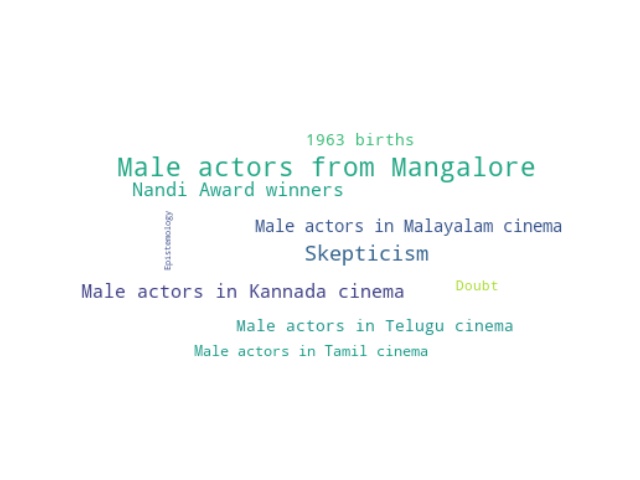 1963 births
Male actors from Mangalore
Nandi Award winners
Epistemology
Male actors in Malayalam cinema
Skepticism
Doubt
Male actors in Kannada cinema
Male actors in Telugu cinema
Male actors in Tamil cinema